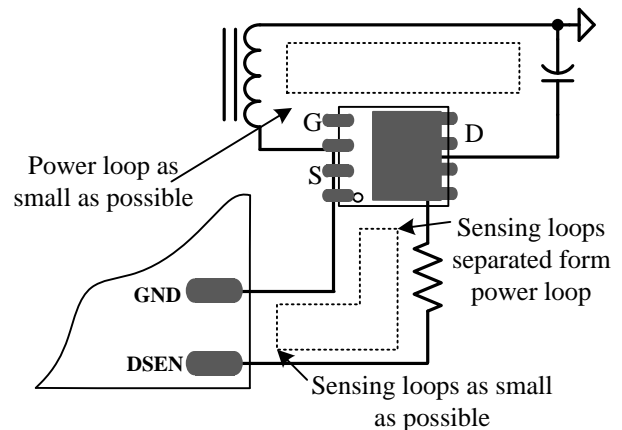 G
D
S
Power loop as
small as possible
Sensing loops
separated form
power loop
GND
DSEN
Sensing loops as small
as possible